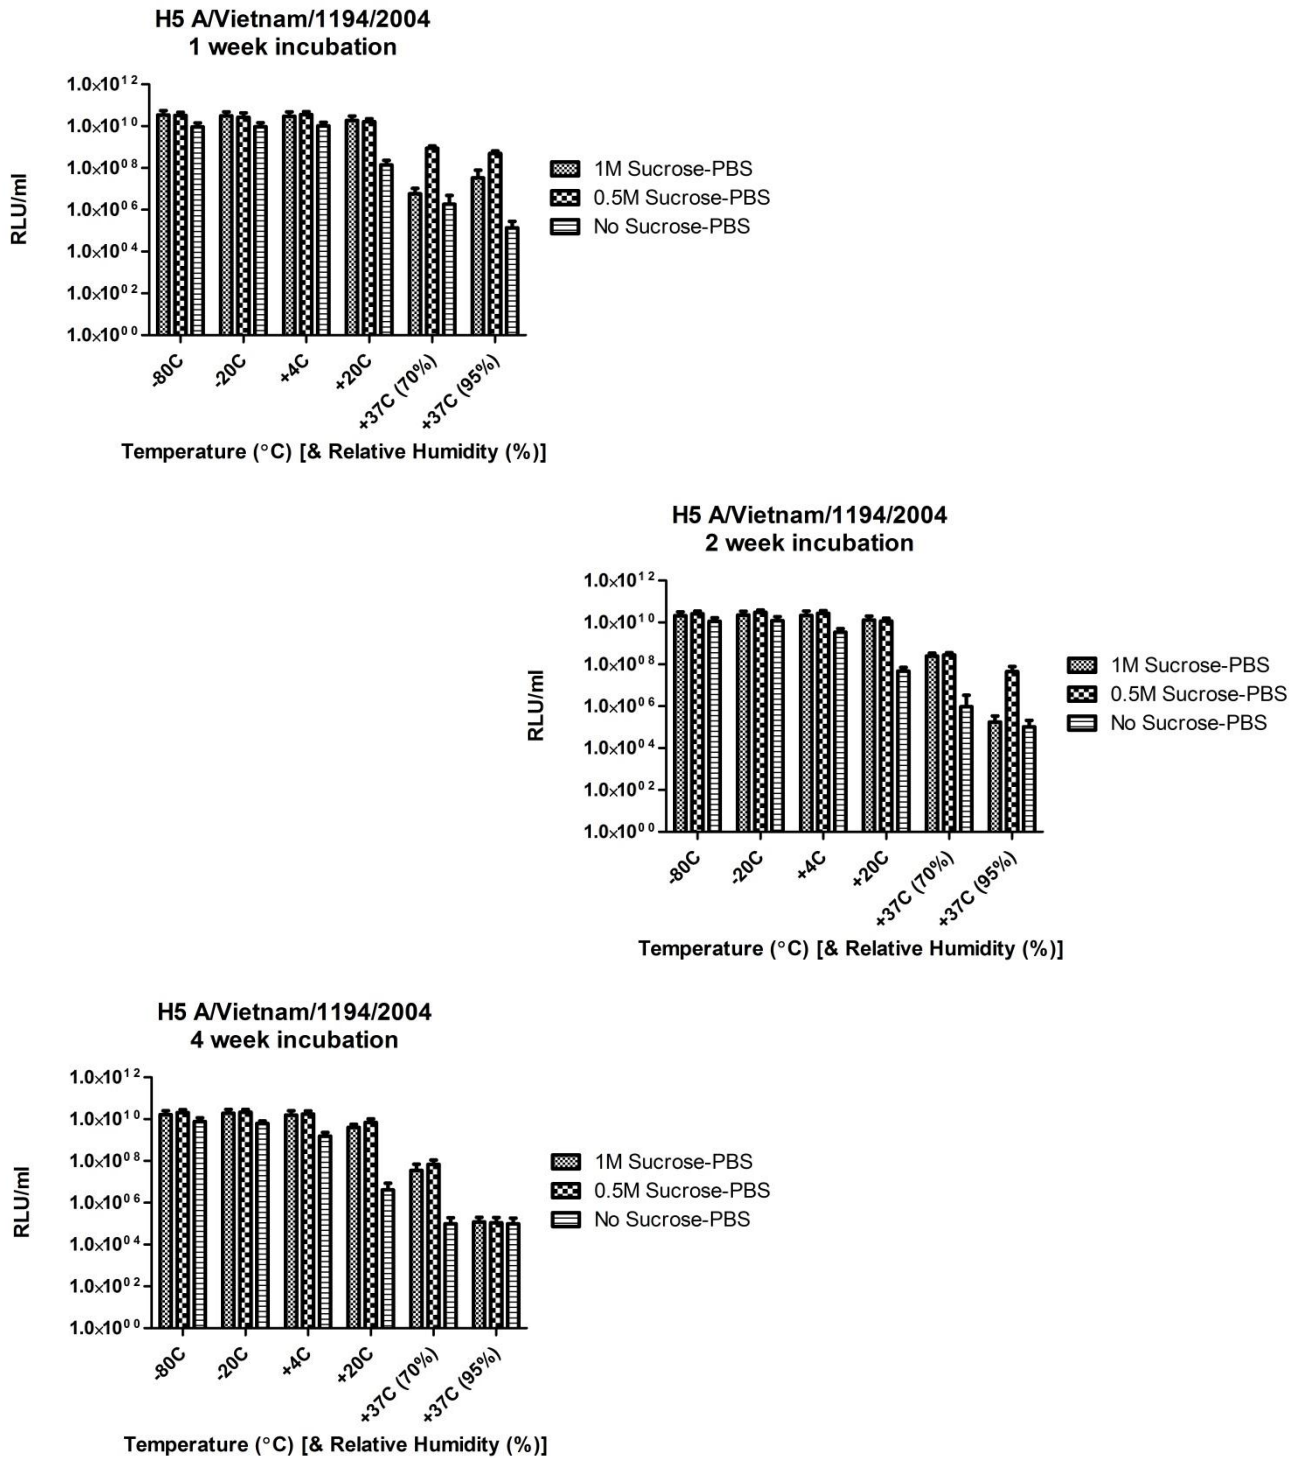 H5 A/Vietnam/1194/2004
1 week incubation
RLU/ml
1.0×10¹²
1.0×10¹⁰
1.0×10⁰⁸
1.0×10⁰⁶
1.0×10⁰⁴
1.0×10⁰²
1.0×10⁰⁰
-80C
-20C
+4C
+20C
+37C (70%)
+37C (95%)
Temperature (°C) [& Relative Humidity (%)]
1M Sucrose-PBS
0.5M Sucrose-PBS
No Sucrose-PBS
H5 A/Vietnam/1194/2004
2 week incubation
RLU/ml
1.0×10¹²
1.0×10¹⁰
1.0×10⁰⁸
1.0×10⁰⁶
1.0×10⁰⁴
1.0×10⁰²
1.0×10⁰⁰
-80C
-20C
+4C
+20C
+37C (70%)
+37C (95%)
Temperature (°C) [& Relative Humidity (%)]
1M Sucrose-PBS
0.5M Sucrose-PBS
No Sucrose-PBS
H5 A/Vietnam/1194/2004
4 week incubation
RLU/ml
1.0×10¹²
1.0×10¹⁰
1.0×10⁰⁸
1.0×10⁰⁶
1.0×10⁰⁴
1.0×10⁰²
1.0×10⁰⁰
-80C
-20C
+4C
+20C
+37C (70%)
+37C (95%)
Temperature (°C) [& Relative Humidity (%)]
1M Sucrose-PBS
0.5M Sucrose-PBS
No Sucrose-PBS